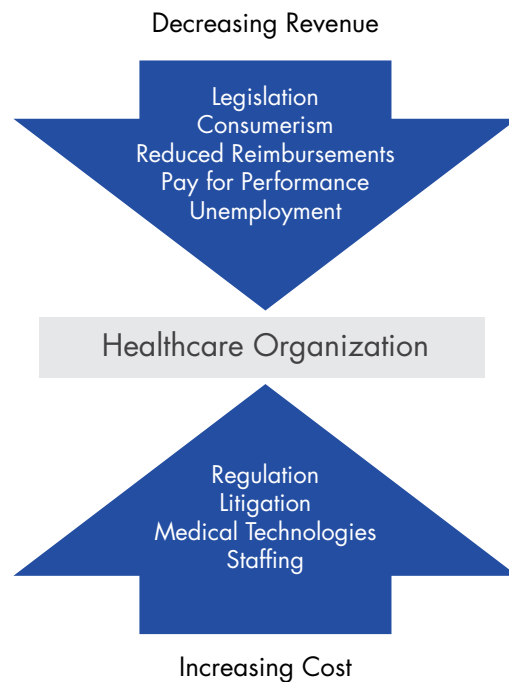 Decreasing Revenue
Legislation
Consumerism
Reduced Reimbursements
Pay for Performance
Unemployment
Healthcare Organization
Regulation
Litigation
Medical Technologies
Staffing
Increasing Cost